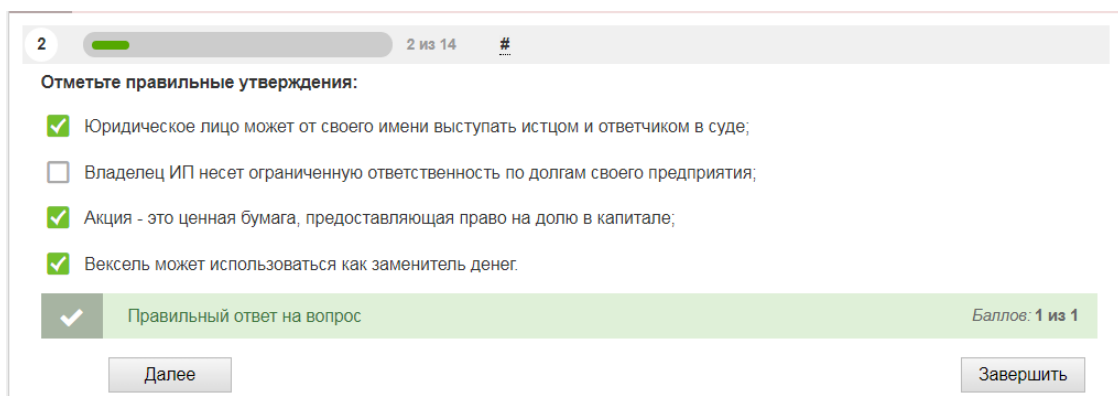 2 2 из 14 #
Отметьте правильные утверждения:
Юридическое лицо может от своего имени выступать истцом и ответчиком в суде;
Владелец ИП несет ограниченную ответственность по долгам своего предприятия;
Акция - это ценная бумага, предоставляющая право на долю в капитале;
Вексель может использоваться как заменитель денег.
Правильный ответ на вопрос Баллов: 1 из 1
Далее Завершить